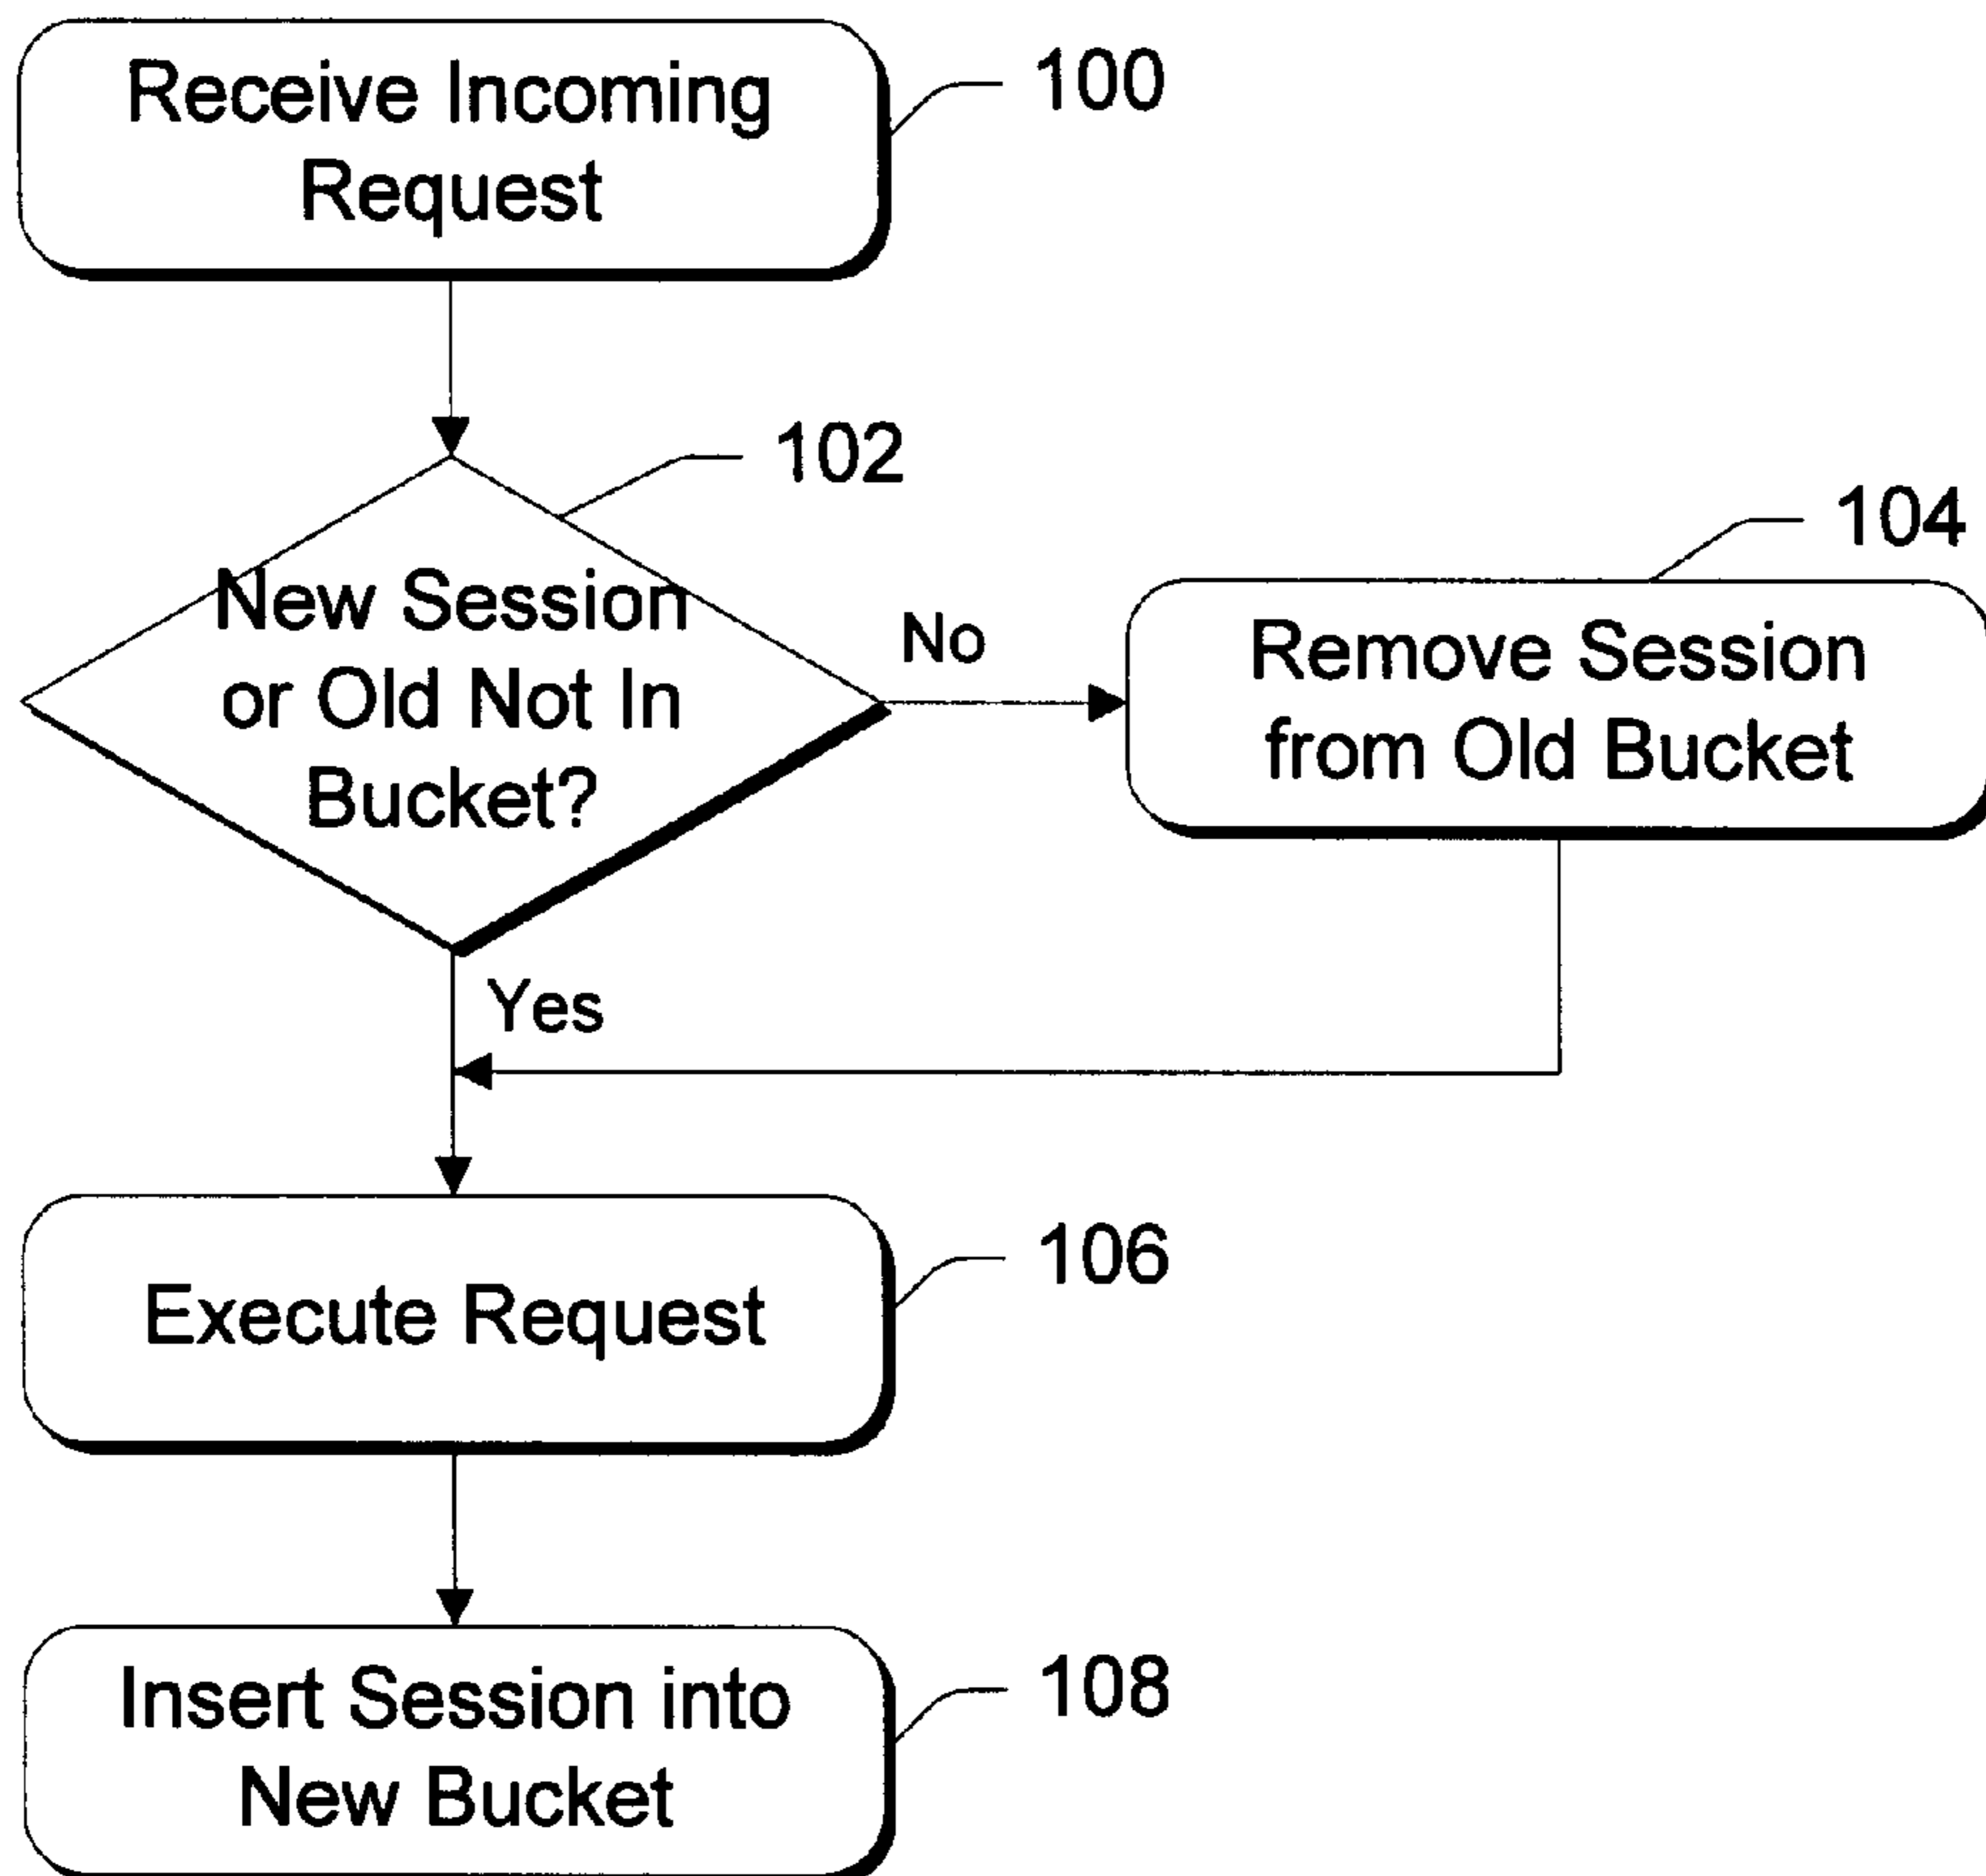 Receive Incoming
Request
100
102
New Session
or Old Not In
Bucket?
No
104
Remove Session
from Old Bucket
Yes
Execute Request
106
Insert Session into
New Bucket
108